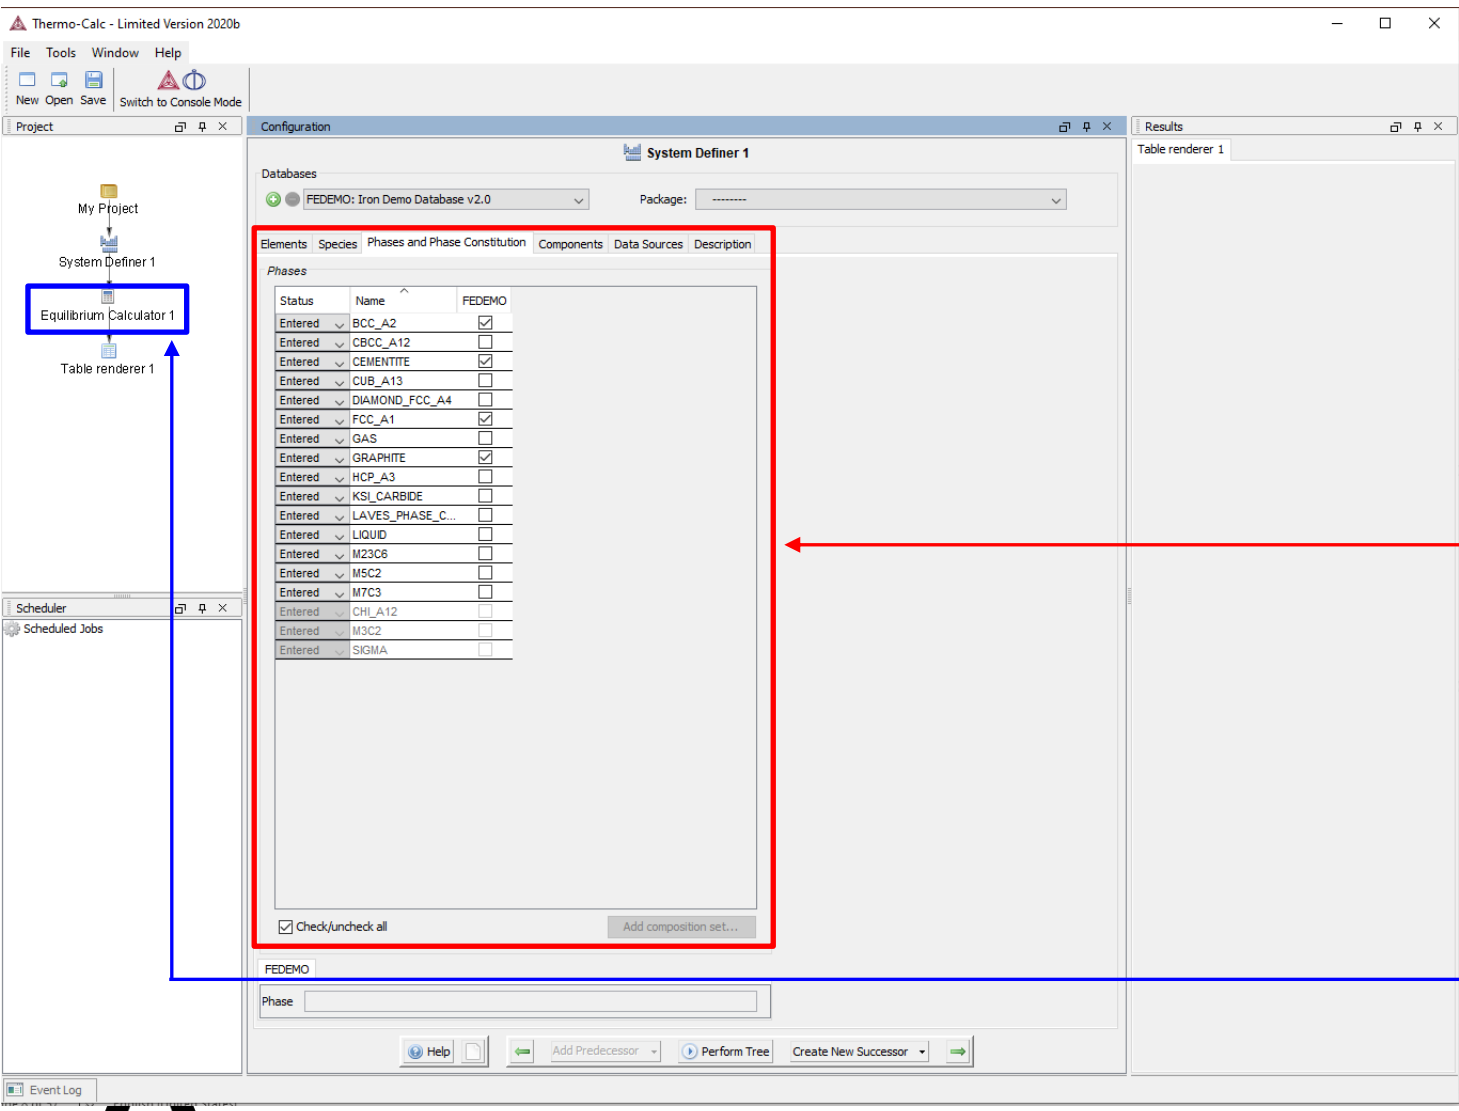 Thermo-Calc - Limited Version 2020b
File Tools Window Help
New Open Save Switch to Console Mode
Project
Configuration
Results
System Definer 1
Table renderer 1
Databases
FEDEMO: Iron Demo Database v2.0
Package: --------
My Project
System Definer 1
Equilibrium Calculator 1
Table renderer 1
Elements Species Phases and Phase Constitution Components Data Sources Description
Phases
Status Name FEDEMO
Entered BCC_A2
Entered CBCC_A12
Entered CEMENTITE
Entered CUB_A13
Entered DIAMOND_FCC_A4
Entered FCC_A1
Entered GAS
Entered GRAPHITE
Entered HCP_A3
Entered KSI_CARBIDE
Entered LAVES_PHASE_C...
Entered LIQUID
Entered M23C6
Entered M5C2
Entered M7C3
Entered CHI_A12
Entered M3C2
Entered SIGMA
Scheduler
Scheduled Jobs
Check/uncheck all
Add composition set...
FEDEMO
Phase
Help
Add Predecessor
Perform Tree
Create New Successor
Event Log